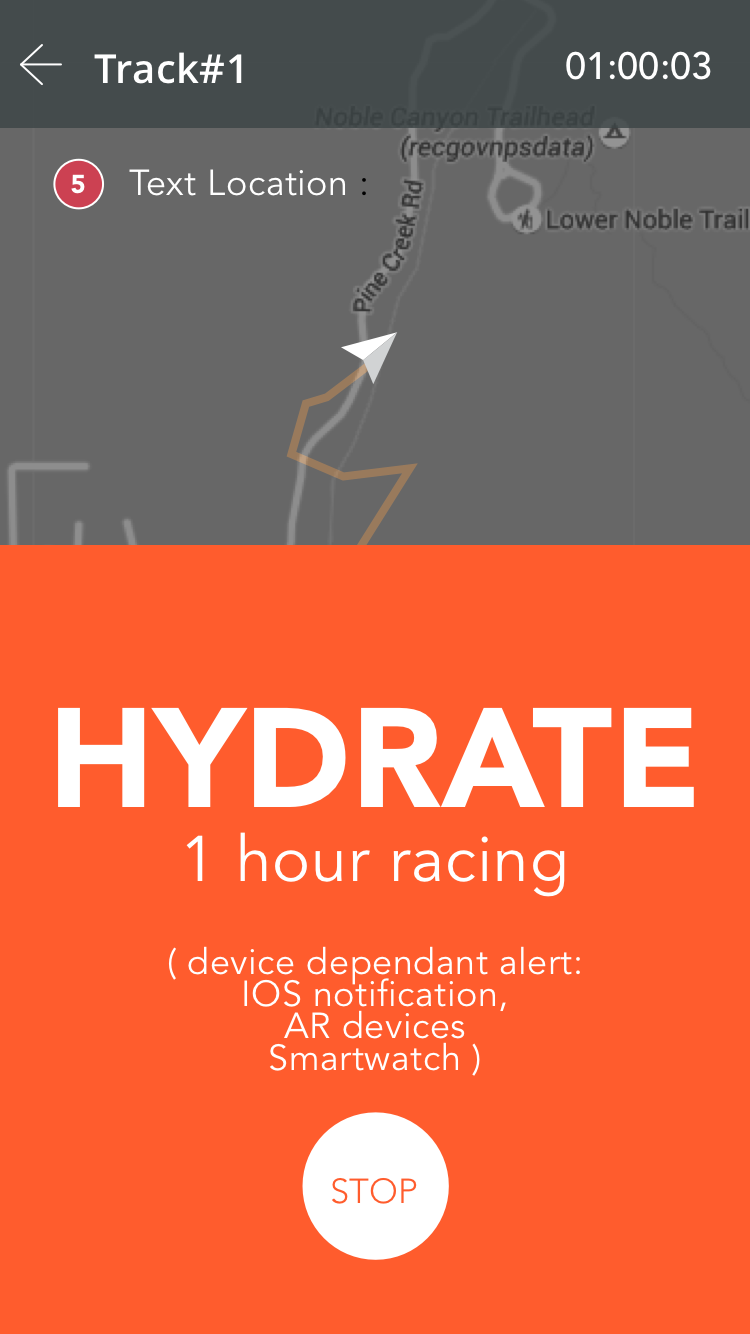 Track#1
01:00:03
Noble Canyon Trailhead
(recgovnpsdata)
5
Text Location :
Lower Noble Trail
Pine Creek Rd
HYDRATE
1 hour racing
( device dependant alert:
IOS notification,
AR devices
Smartwatch )
STOP